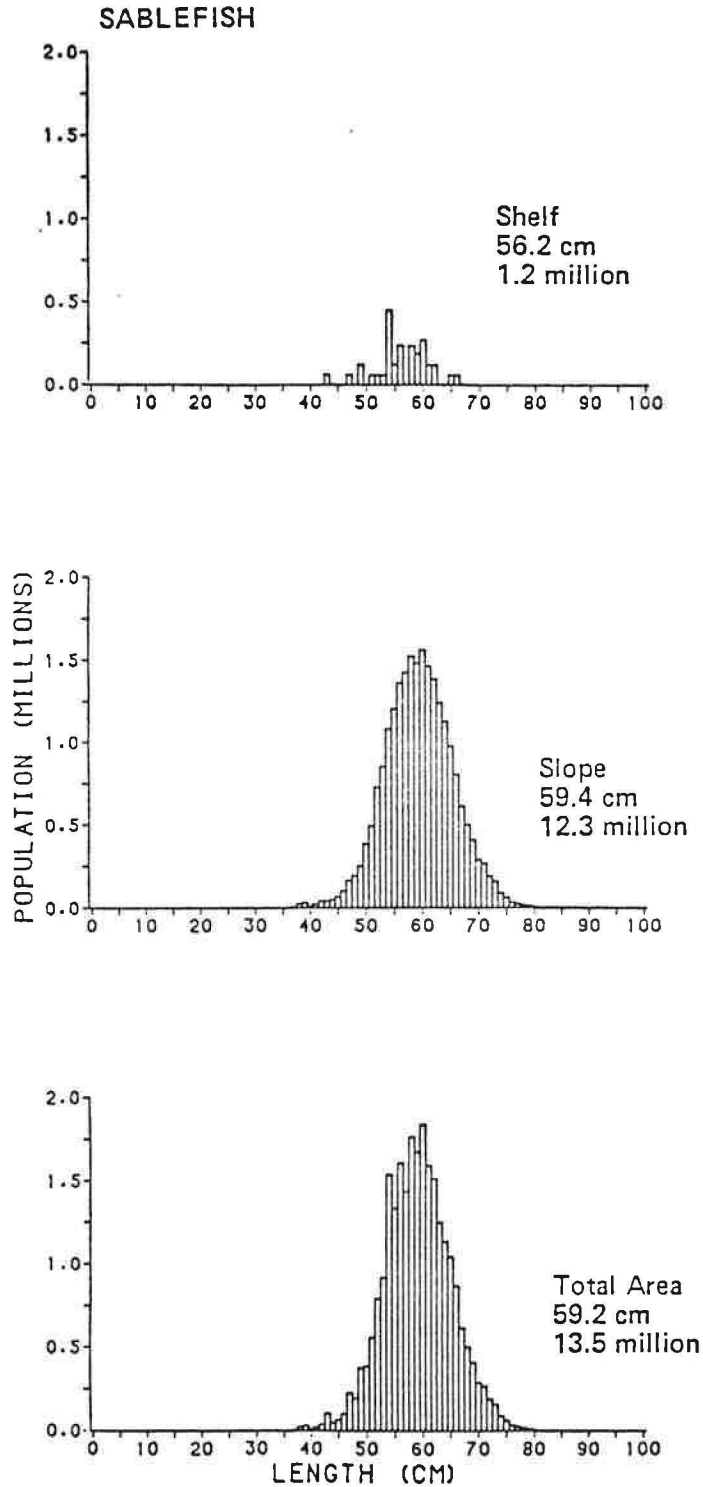 SABLEFISH
2.0
1.5
1.0
0.5
0.0
0 10 20 30 40 50 60 70 80 90 100
Shelf
56.2 cm
1.2 million
POPULATION (MILLIONS)
2.0
1.5
1.0
0.5
0.0
0 10 20 30 40 50 60 70 80 90 100
Slope
59.4 cm
12.3 million
2.0
1.5
1.0
0.5
0.0
0 10 20 30 40 50 60 70 80 90 100
Total Area
59.2 cm
13.5 million
LENGTH (CM)